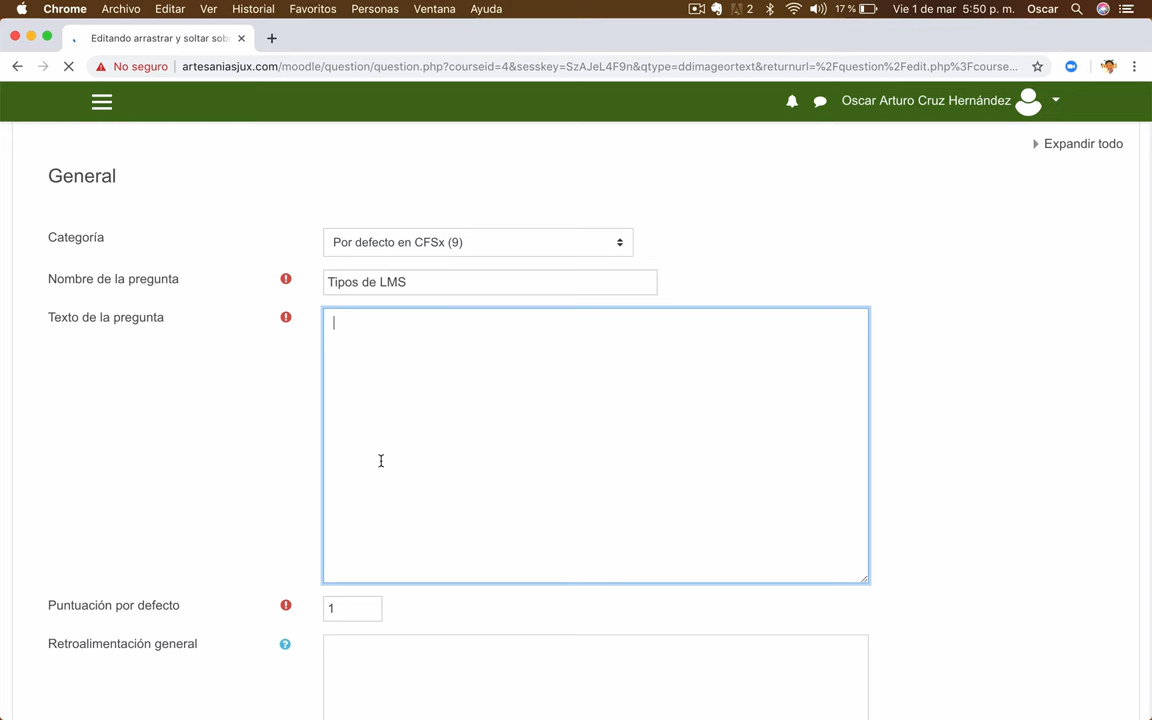 Chrome Archivo Editar Ver Historial Favoritos Personas Ventana Ayuda 2 17 % Vie 1 de mar 5:50 p. m. Oscar
Editando arrastrar y soltar sob
No seguro artesaniasjux.com/moodle/question/question.php?courseid=4&sesskey=SzAJeL4F9n&qtype=ddimageortext&returnurl=%2Fquestion%2Fedit.php%3Fcourse...
Oscar Arturo Cruz Hernández
Expandir todo
General
Categoría Por defecto en CFSx (9)
Nombre de la pregunta Tipos de LMS
Texto de la pregunta
Puntuación por defecto 1
Retroalimentación general